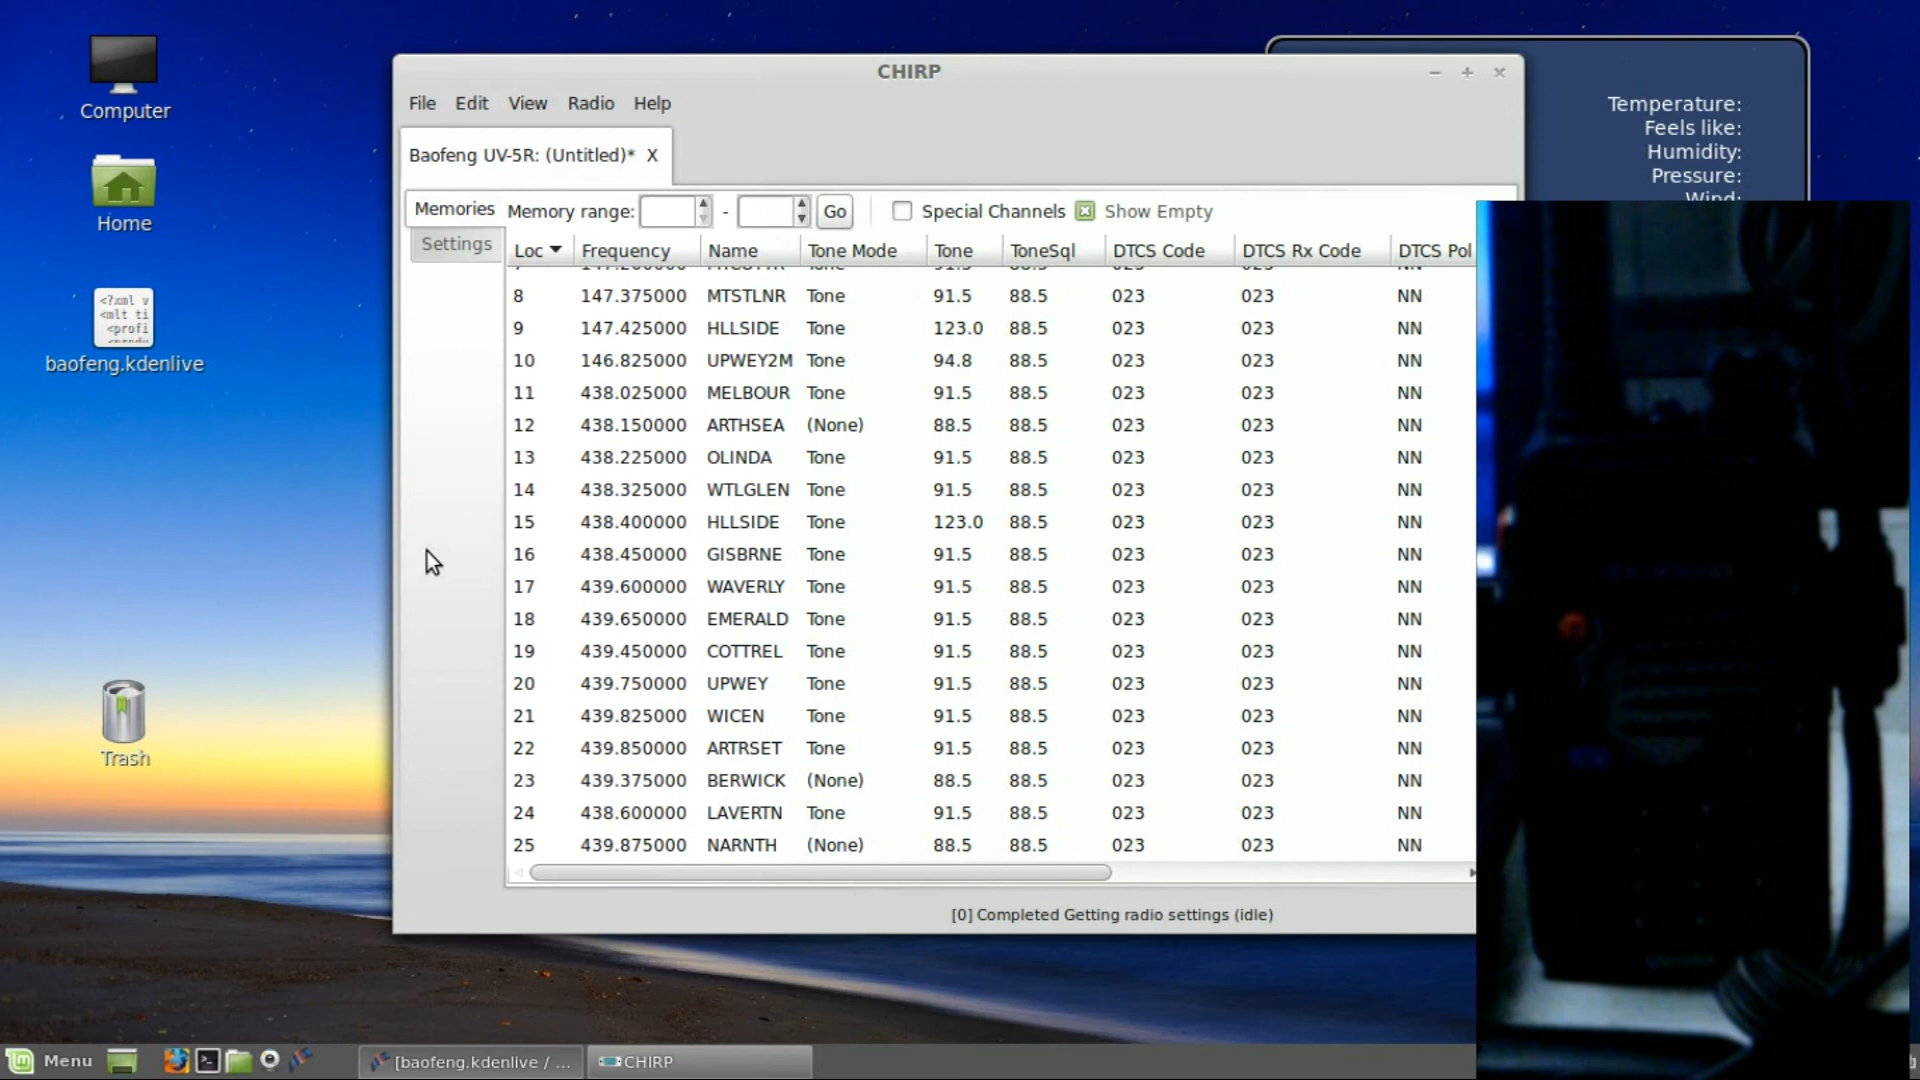 Computer
Home
<?xml v
<mlt ti
<profi
baofeng.kdenlive
Trash
CHIRP
File Edit View Radio Help
Baofeng UV-5R: (Untitled)* X
Memories Memory range: - Go Special Channels Show Empty
Settings
Loc Frequency Name Tone Mode Tone ToneSql DTCS Code DTCS Rx Code DTCS Pol
8 147.375000 MTSTLNR Tone 91.5 88.5 023 023 NN
9 147.425000 HLLSIDE Tone 123.0 88.5 023 023 NN
10 146.825000 UPWEY2M Tone 94.8 88.5 023 023 NN
11 438.025000 MELBOUR Tone 91.5 88.5 023 023 NN
12 438.150000 ARTHSEA (None) 88.5 88.5 023 023 NN
13 438.225000 OLINDA Tone 91.5 88.5 023 023 NN
14 438.325000 WTLGLEN Tone 91.5 88.5 023 023 NN
15 438.400000 HLLSIDE Tone 123.0 88.5 023 023 NN
16 438.450000 GISBRNE Tone 91.5 88.5 023 023 NN
17 439.600000 WAVERLY Tone 91.5 88.5 023 023 NN
18 439.650000 EMERALD Tone 91.5 88.5 023 023 NN
19 439.450000 COTTREL Tone 91.5 88.5 023 023 NN
20 439.750000 UPWEY Tone 91.5 88.5 023 023 NN
21 439.825000 WICEN Tone 91.5 88.5 023 023 NN
22 439.850000 ARTRSET Tone 91.5 88.5 023 023 NN
23 439.375000 BERWICK (None) 88.5 88.5 023 023 NN
24 438.600000 LAVERTN Tone 91.5 88.5 023 023 NN
25 439.875000 NARNTH (None) 88.5 88.5 023 023 NN
[0] Completed Getting radio settings (idle)
Temperature:
Feels like:
Humidity:
Pressure:
Wind:
Menu [baofeng.kdenlive / ... CHIRP